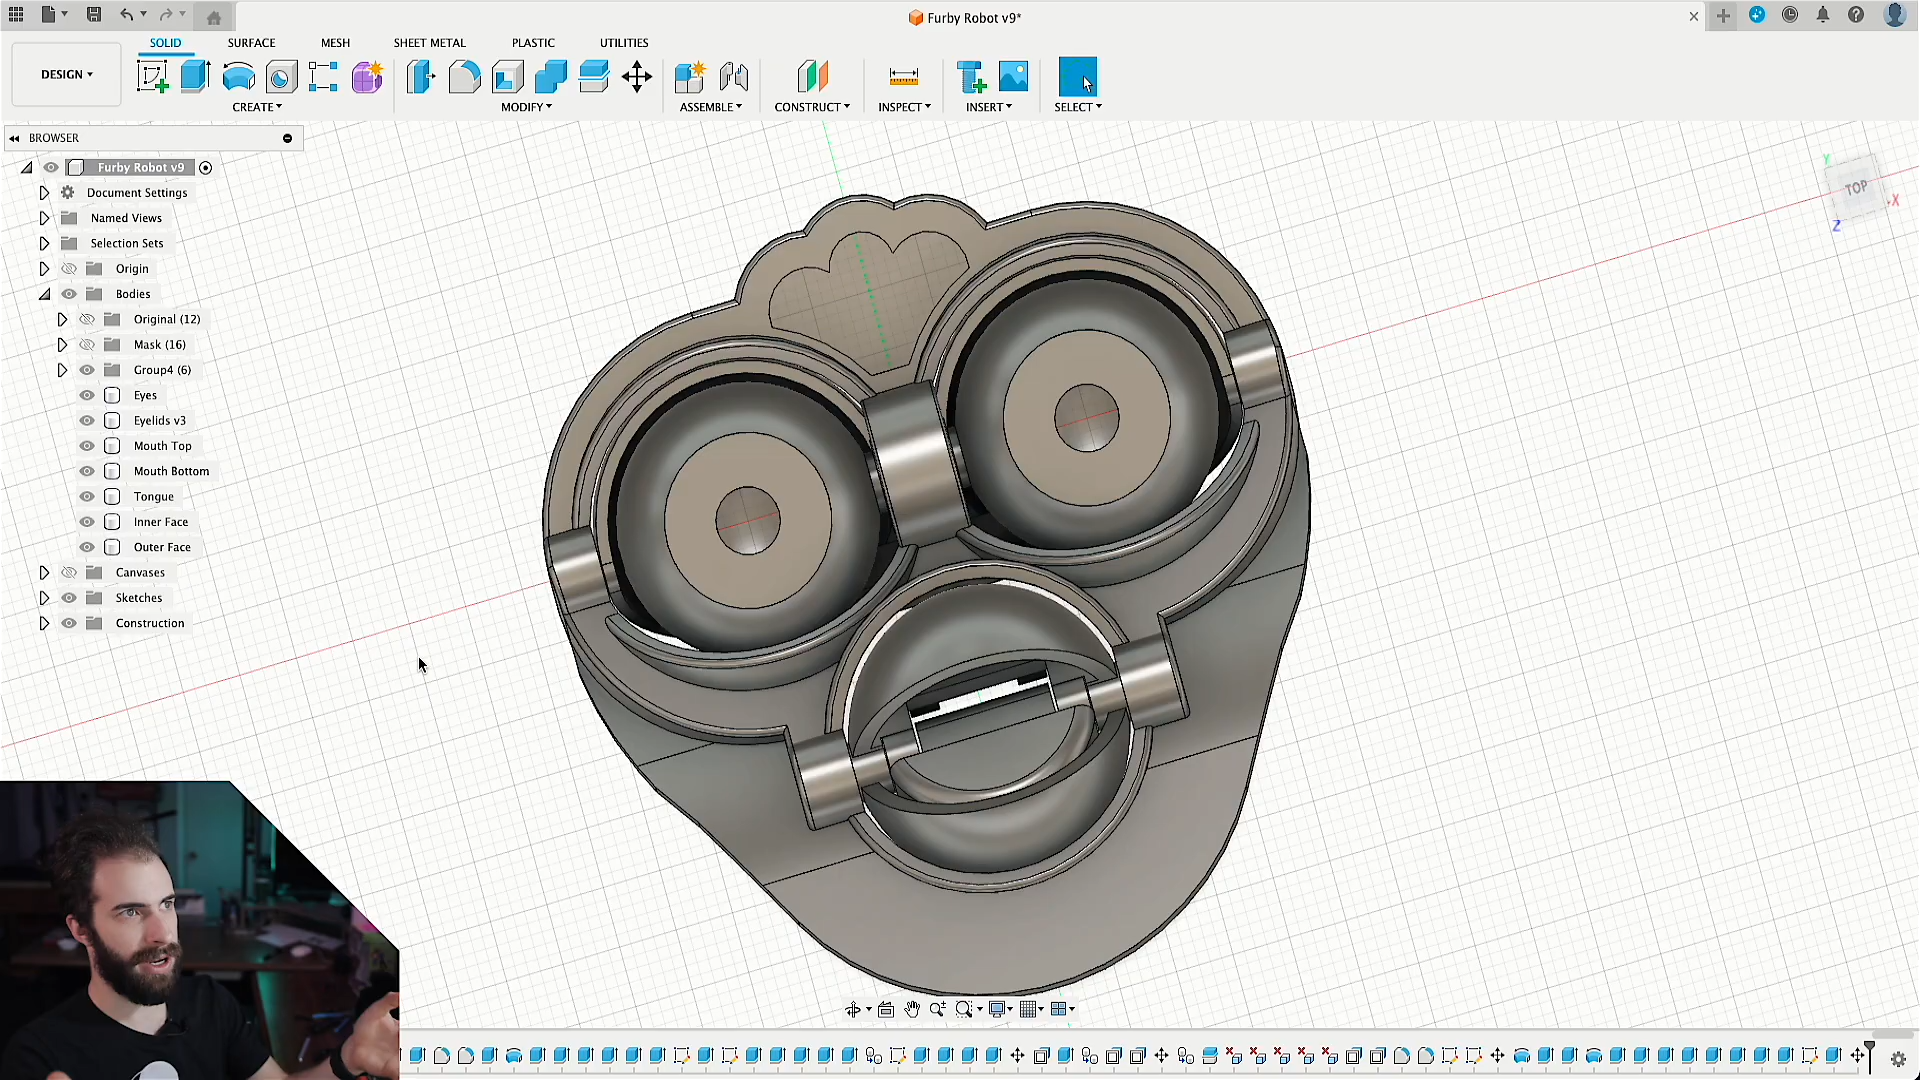 Furby Robot v9*
SOLID SURFACE MESH SHEET METAL PLASTIC UTILITIES
DESIGN
CREATE MODIFY ASSEMBLE CONSTRUCT INSPECT INSERT SELECT
BROWSER
Furby Robot v9
Document Settings
Named Views
Selection Sets
Origin
Bodies
Original (12)
Mask (16)
Group4 (6)
Eyes
Eyelids v3
Mouth Top
Mouth Bottom
Tongue
Inner Face
Outer Face
Canvases
Sketches
Construction
Y
TOP
X
Z